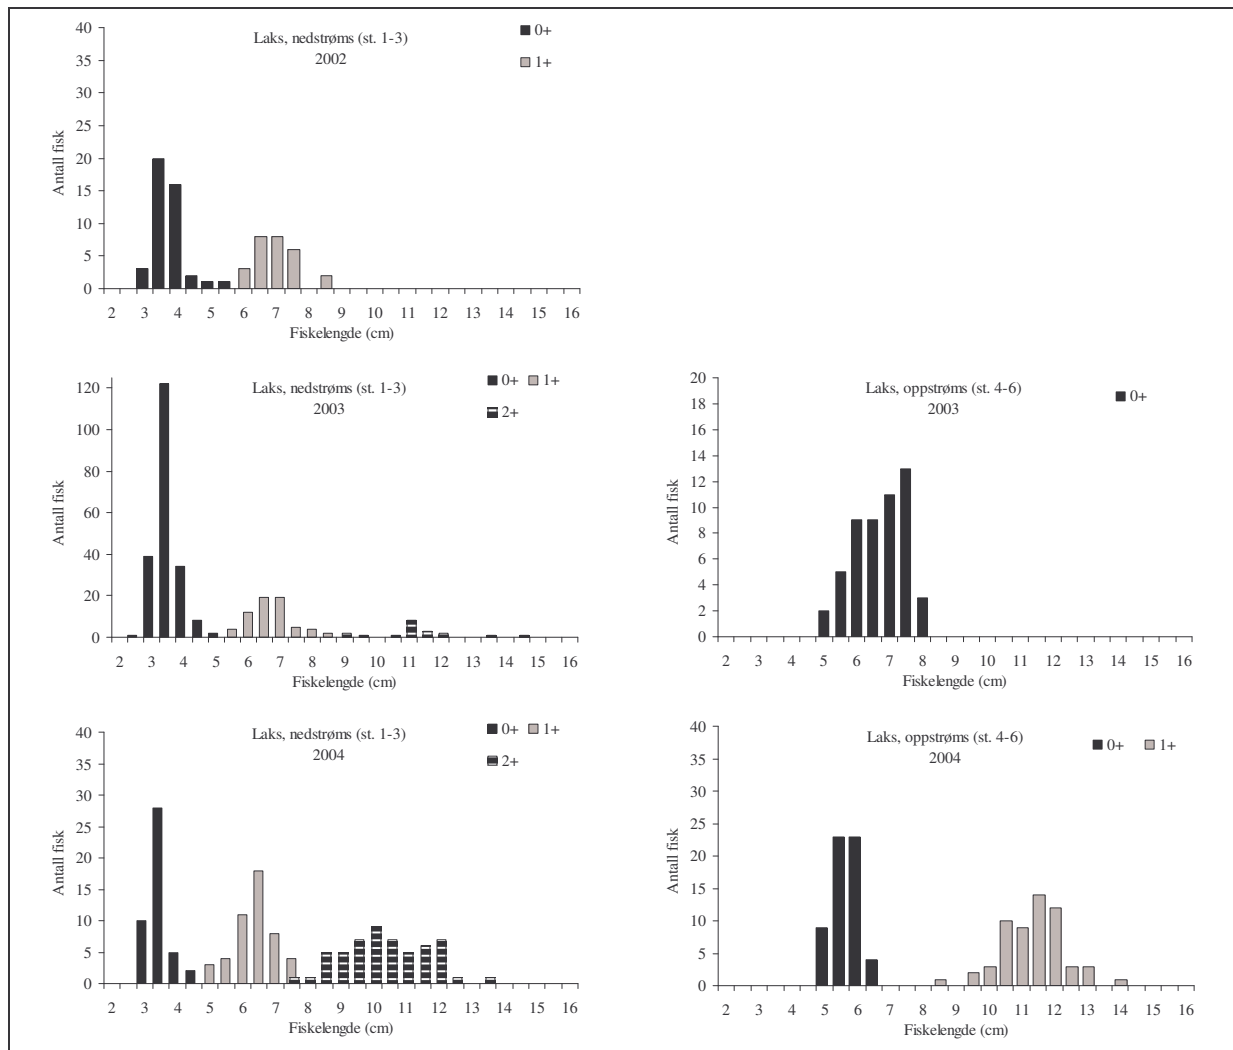 Laks, nedstrøms (st. 1-3)
2002
0+
1+
Antall fisk
40
35
30
25
20
15
10
5
0
2 3 4 5 6 7 8 9 10 11 12 13 14 15 16
Fiskelengde (cm)
Laks, nedstrøms (st. 1-3)
2003
0+ 1+
2+
Antall fisk
120
100
80
60
40
20
0
2 3 4 5 6 7 8 9 10 11 12 13 14 15 16
Fiskelengde (cm)
Laks, oppstrøms (st. 4-6)
2003
0+
Antall fisk
20
18
16
14
12
10
8
6
4
2
0
2 3 4 5 6 7 8 9 10 11 12 13 14 15 16
Fiskelengde (cm)
Laks, nedstrøms (st. 1-3)
2004
0+ 1+
2+
Antall fisk
40
35
30
25
20
15
10
5
0
2 3 4 5 6 7 8 9 10 11 12 13 14 15 16
Fiskelengde (cm)
Laks, oppstrøms (st. 4-6)
2004
0+ 1+
Antall fisk
40
35
30
25
20
15
10
5
0
2 3 4 5 6 7 8 9 10 11 12 13 14 15 16
Fiskelengde (cm)